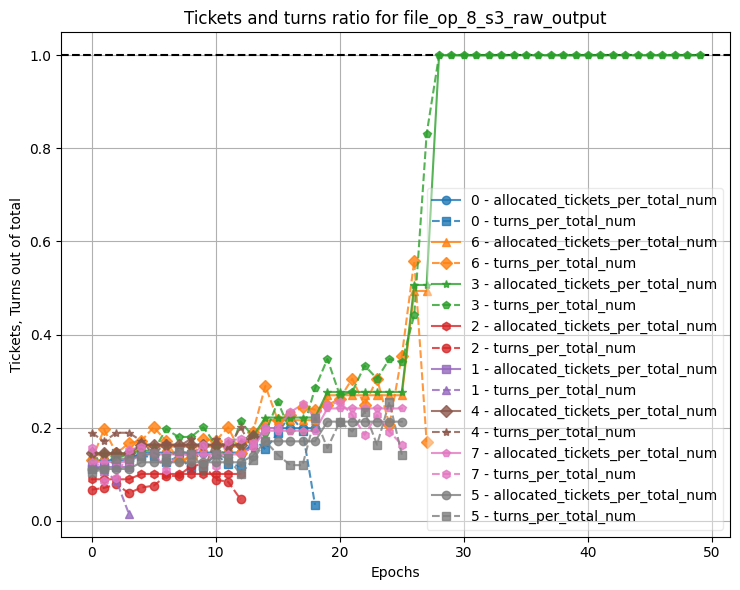 Tickets and turns ratio for file_op_8_s3_raw_output
Tickets, Turns out of total
1.0
0.8
0.6
0.4
0.2
0.0
0 - allocated_tickets_per_total_num
0 - turns_per_total_num
6 - allocated_tickets_per_total_num
6 - turns_per_total_num
3 - allocated_tickets_per_total_num
3 - turns_per_total_num
2 - allocated_tickets_per_total_num
2 - turns_per_total_num
1 - allocated_tickets_per_total_num
1 - turns_per_total_num
4 - allocated_tickets_per_total_num
4 - turns_per_total_num
7 - allocated_tickets_per_total_num
7 - turns_per_total_num
5 - allocated_tickets_per_total_num
5 - turns_per_total_num
0 10 20 30 40 50
Epochs